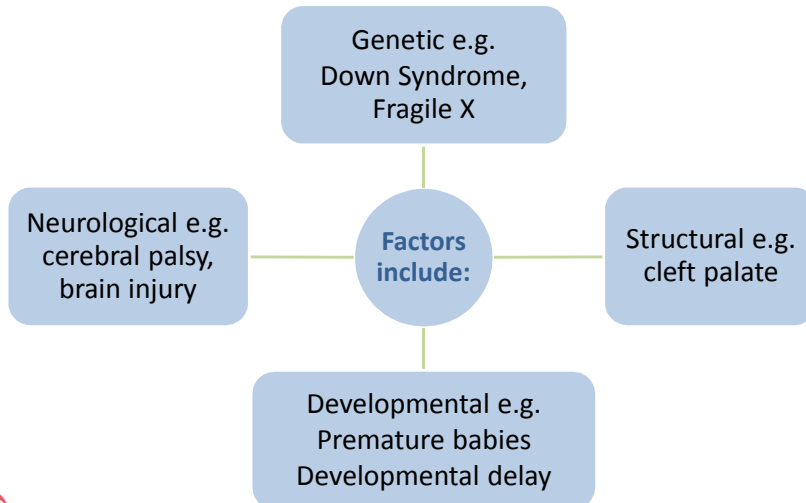 Genetic e.g.
Down Syndrome,
Fragile X
Neurological e.g.
cerebral palsy,
brain injury
Factors
include:
Structural e.g.
cleft palate
Developmental e.g.
Premature babies
Developmental delay